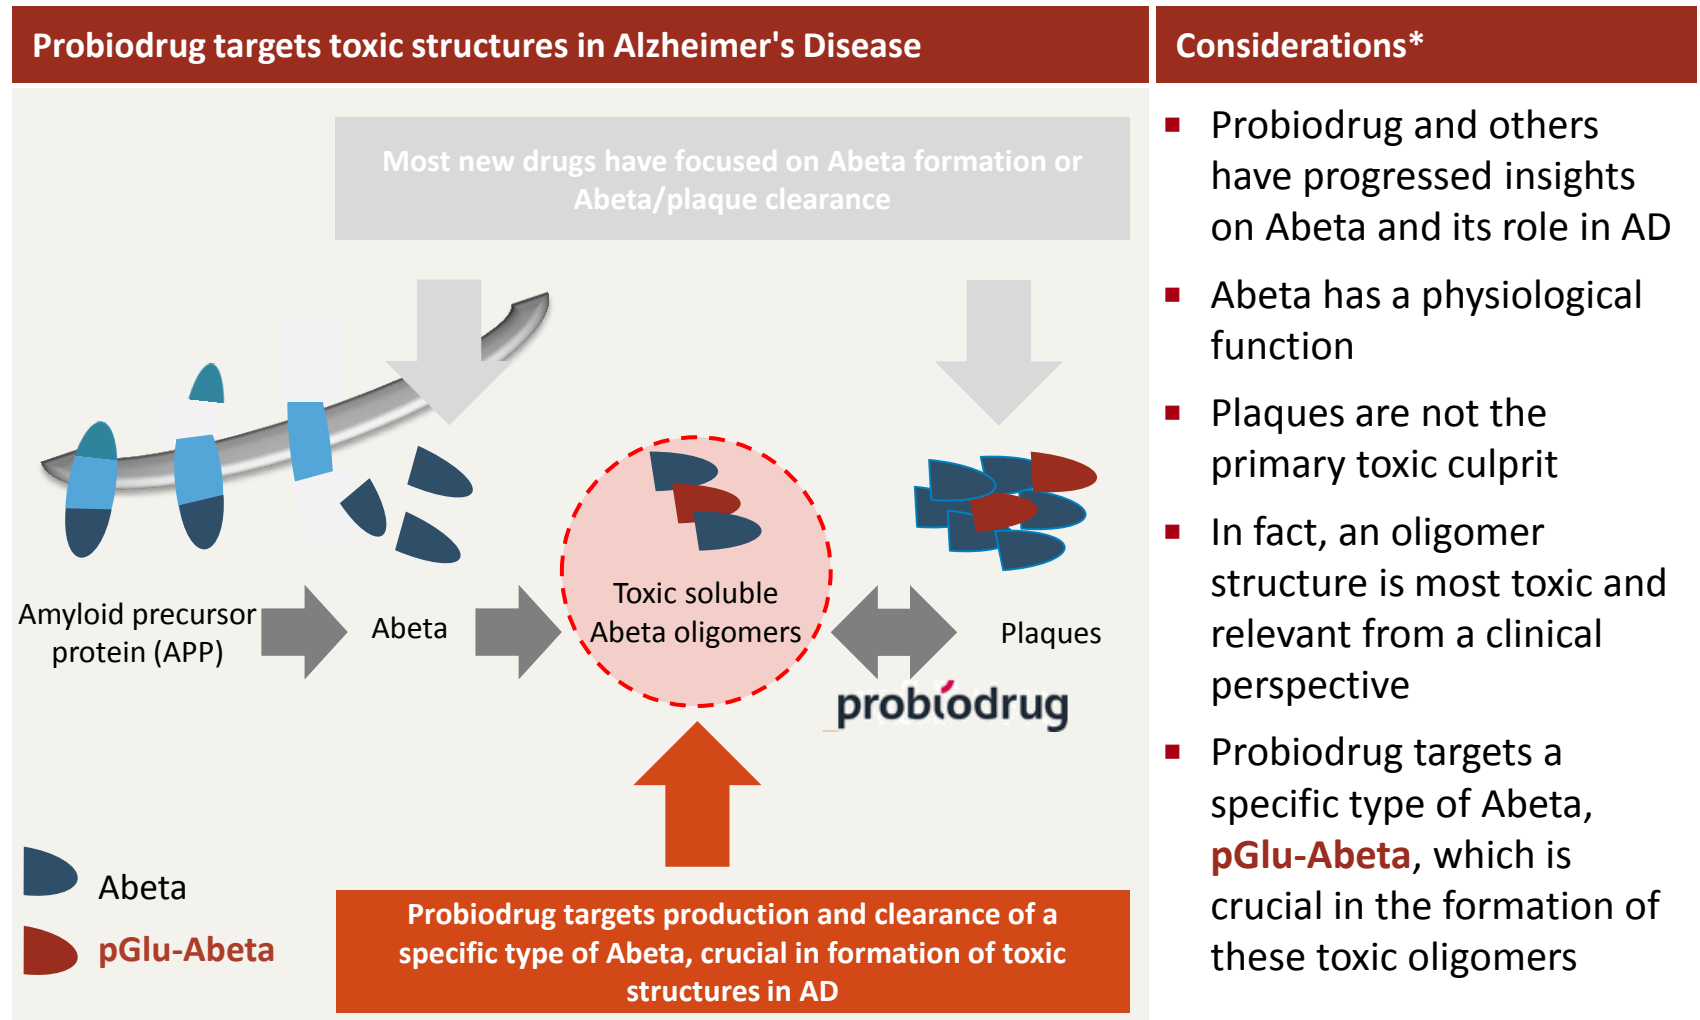 Probiodrug targets toxic structures in Alzheimer's Disease
Most new drugs have focused on Abeta formation or
Abeta/plaque clearance
Amyloid precursor
protein (APP)
Abeta
Toxic soluble
Abeta oligomers
Plaques
probiodrug
Abeta
pGlu-Abeta
Probiodrug targets production and clearance of a
specific type of Abeta, crucial in formation of toxic
structures in AD
Considerations*
▪ Probiodrug and others
have progressed insights
on Abeta and its role in AD
▪ Abeta has a physiological
function
▪ Plaques are not the
primary toxic culprit
▪ In fact, an oligomer
structure is most toxic and
relevant from a clinical
perspective
▪ Probiodrug targets a
specific type of Abeta,
pGlu-Abeta, which is
crucial in the formation of
these toxic oligomers